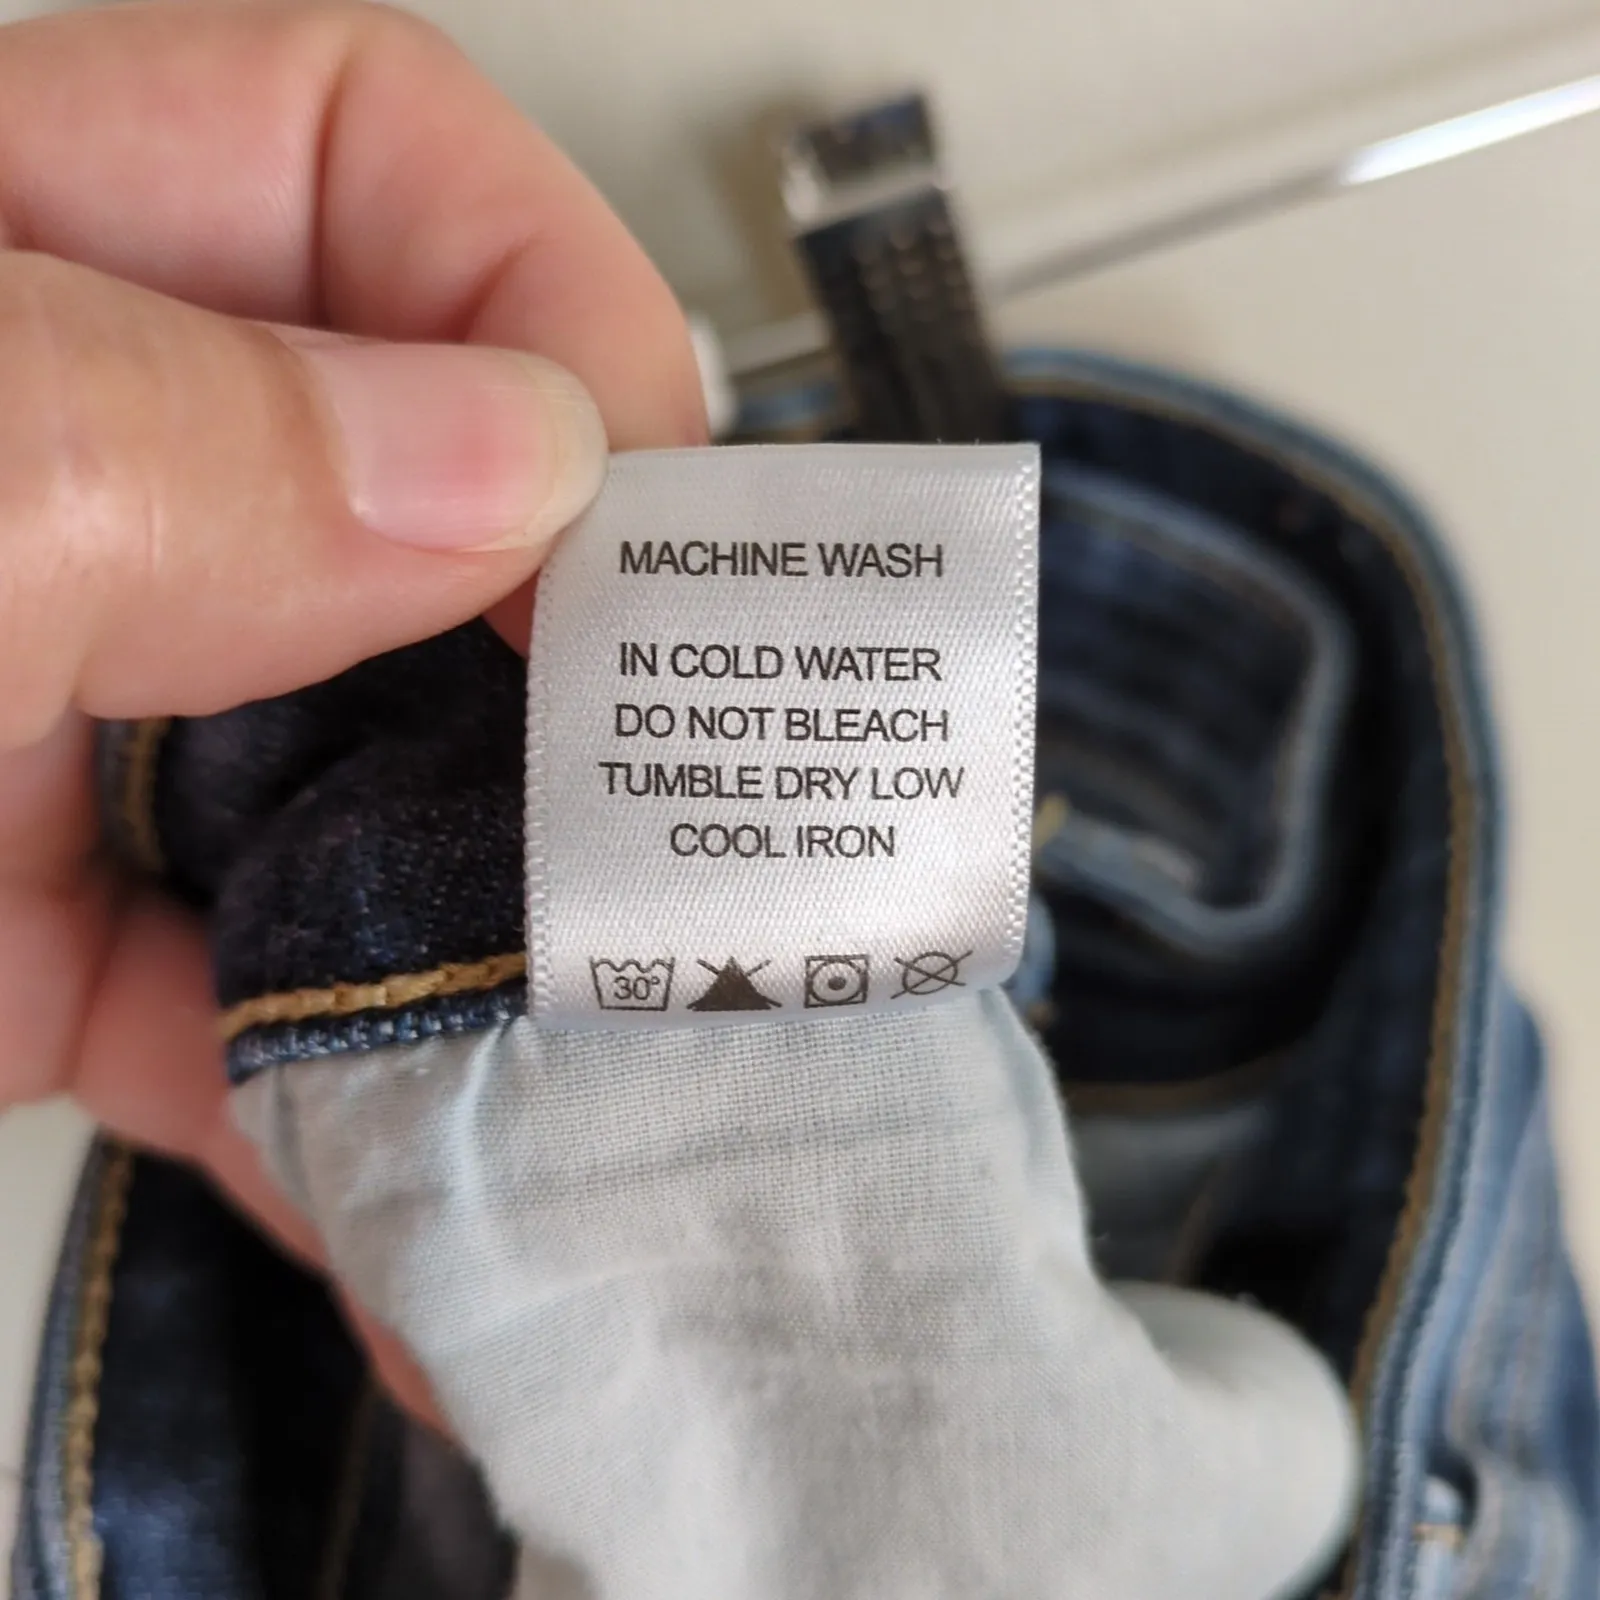 MACHINE WASH
IN COLD WATER
DO NOT BLEACH
TUMBLE DRY LOW
COOL IRON
30°